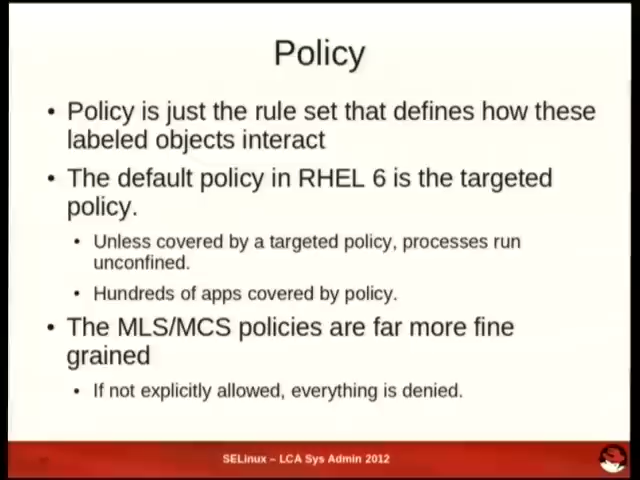 Policy
• Policy is just the rule set that defines how these
labeled objects interact
• The default policy in RHEL 6 is the targeted
policy.
• Unless covered by a targeted policy, processes run
unconfined.
• Hundreds of apps covered by policy.
• The MLS/MCS policies are far more fine
grained
• If not explicitly allowed, everything is denied.
SELinux – LCA Sys Admin 2012